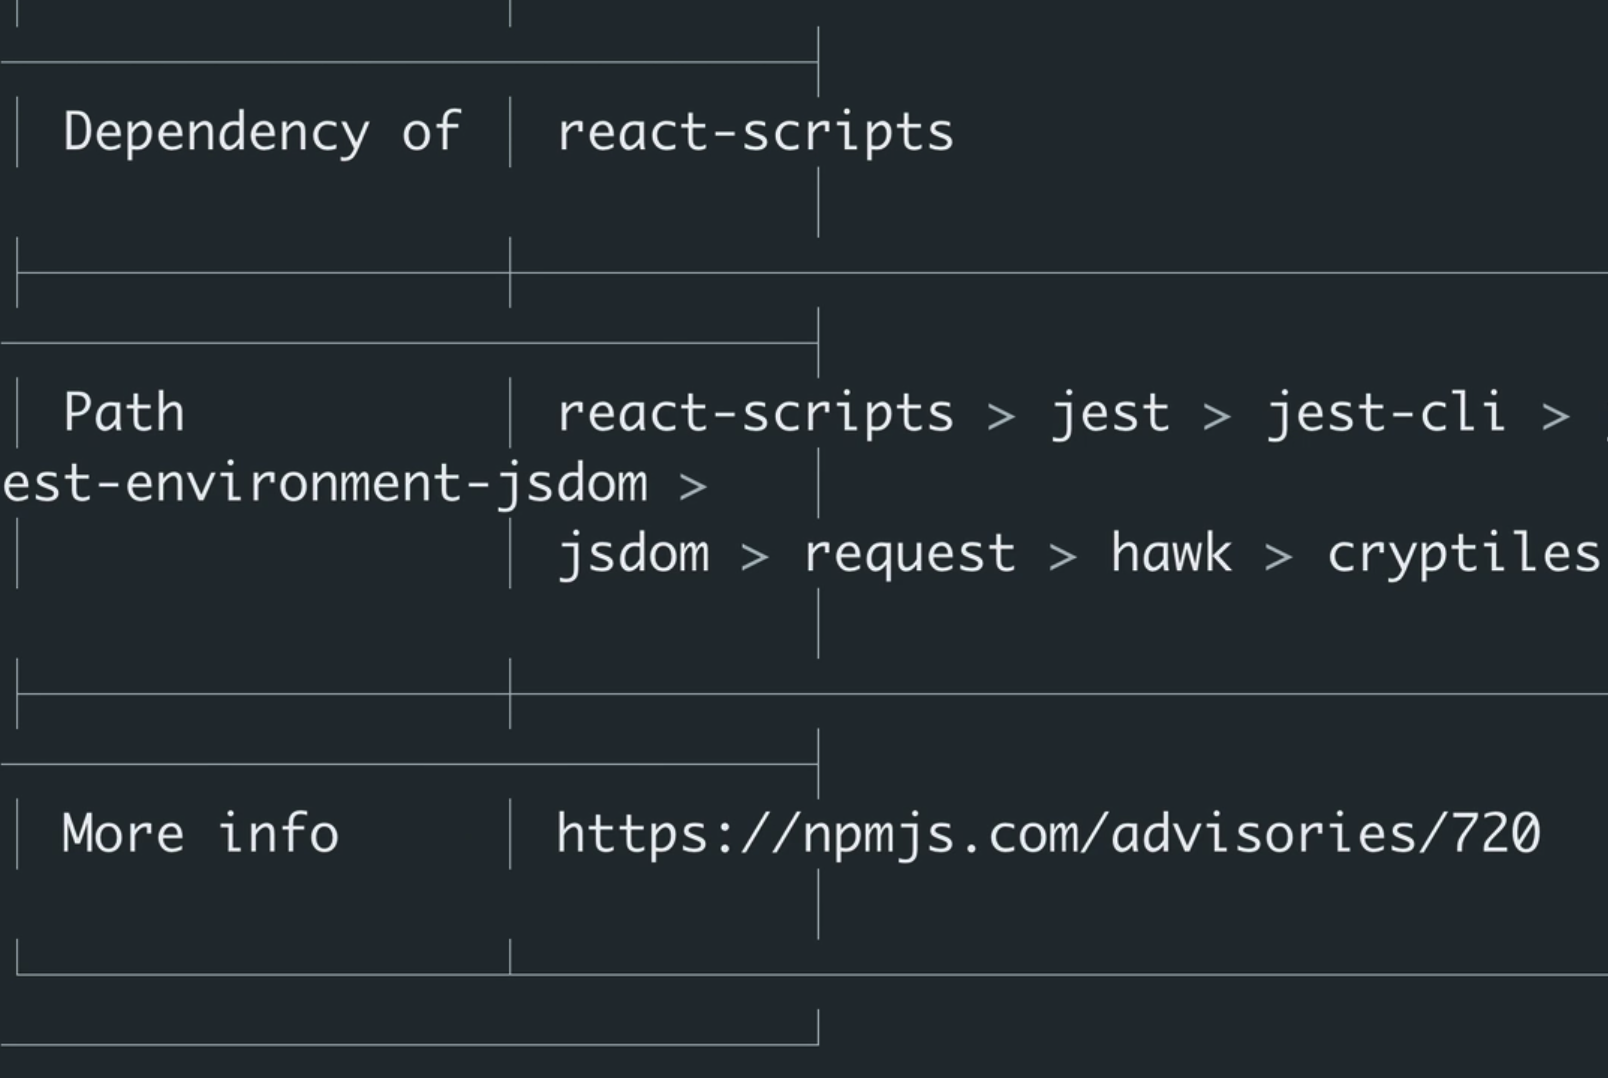 Dependency of react-scripts
Path react-scripts > jest > jest-cli >
est-environment-jsdom >
jsdom > request > hawk > cryptiles
More info https://npmjs.com/advisories/720